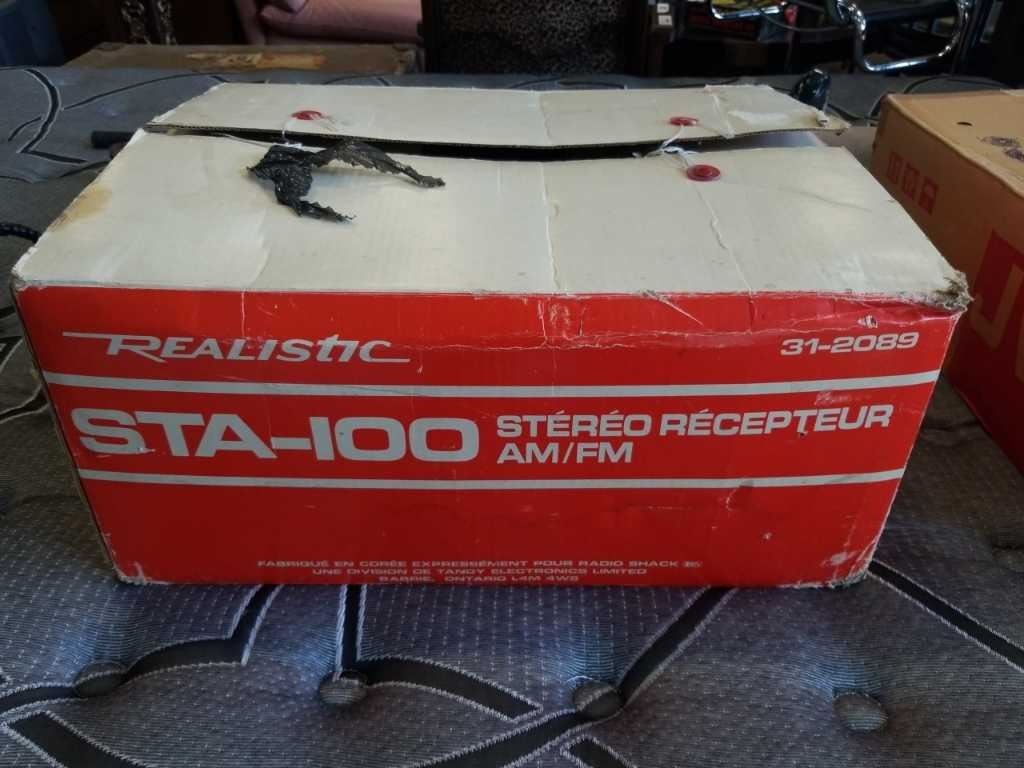 REALISTIC
31-2089
STA-100
STÉRÉO RÉCEPTEUR
AM/FM
FABRIQUÉ EN CORÉE EXPRESSÉMENT POUR RADIO SHACK
UNE DIVISION DE TANDY ELECTRONICS LIMITED
BARRIE, ONTARIO L4M 4W5